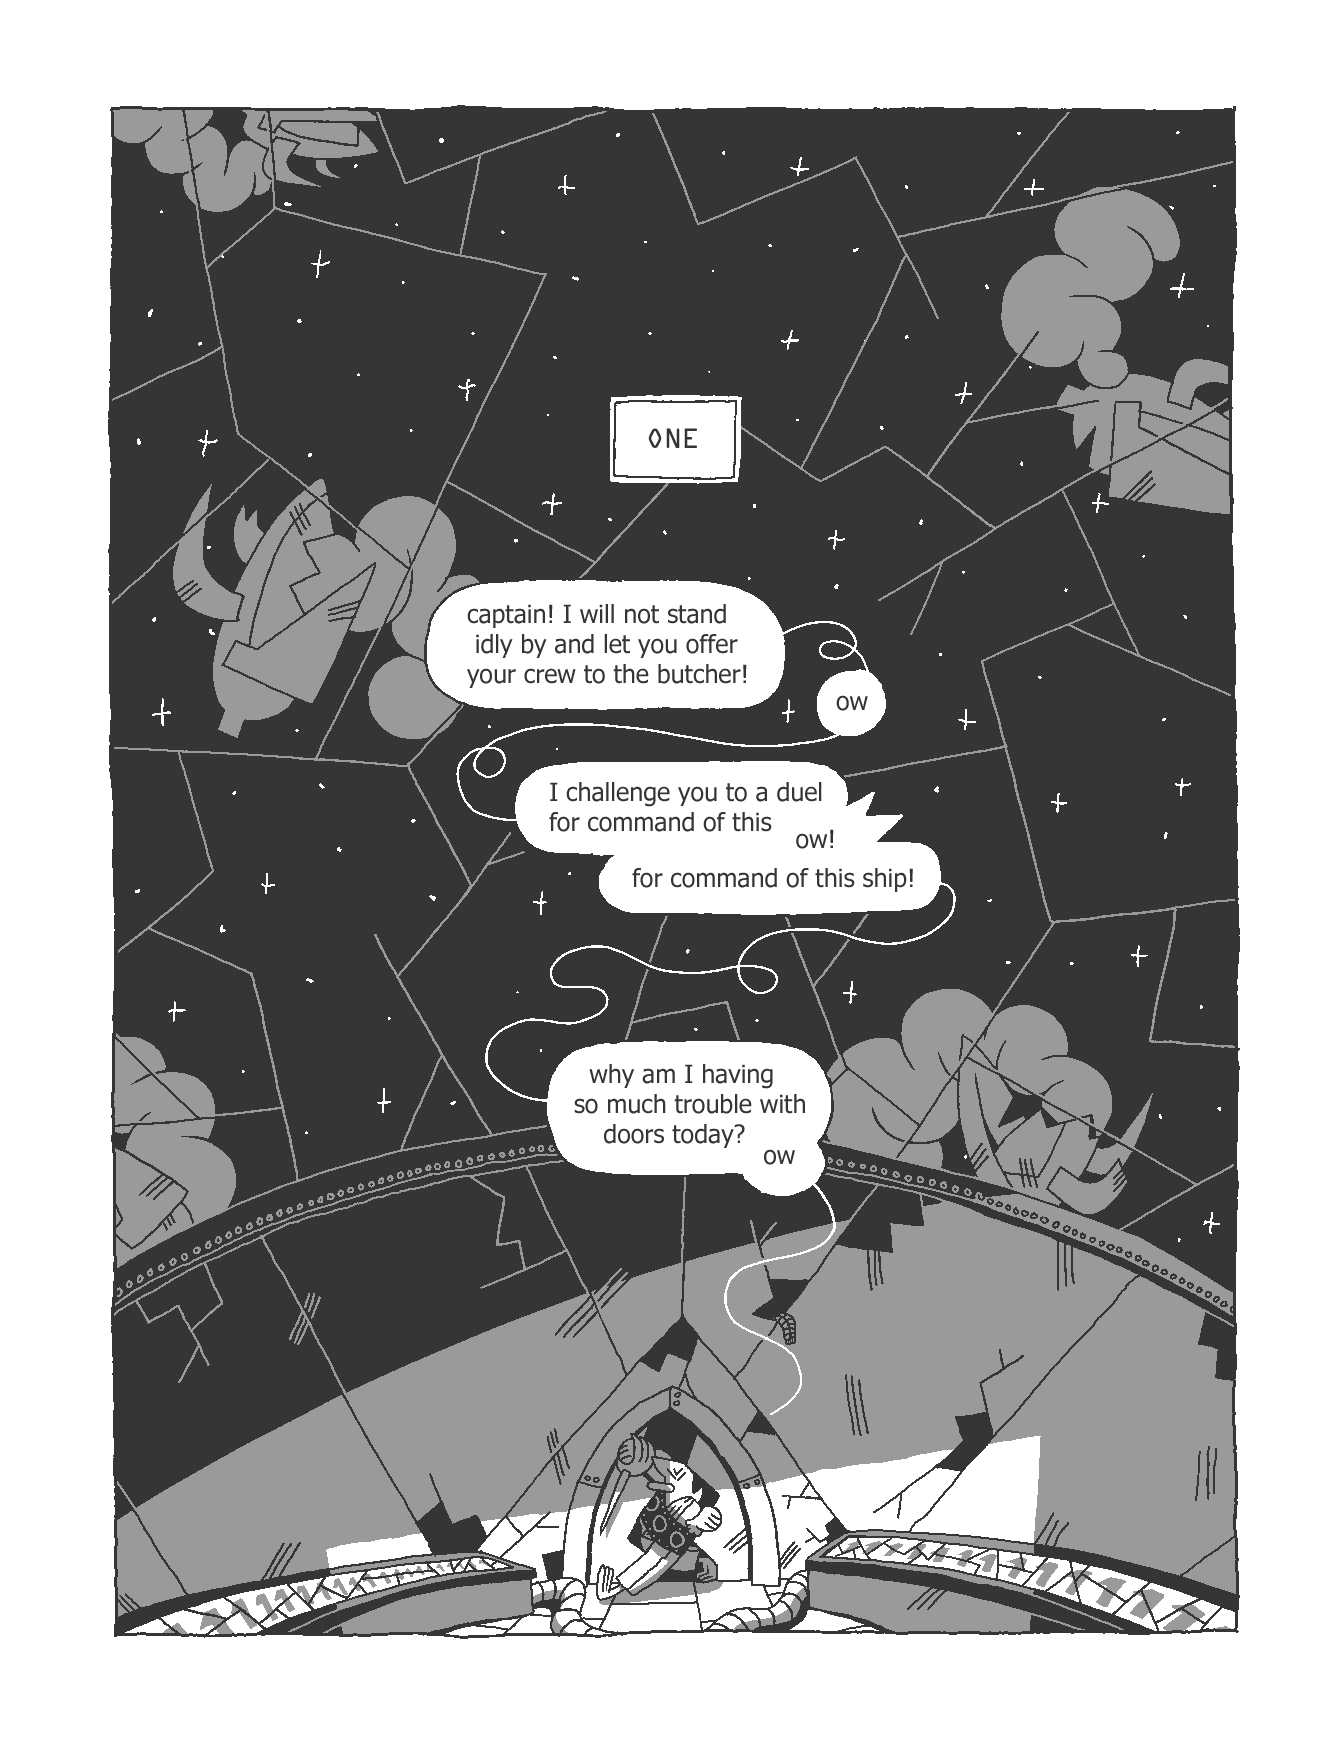 ONE
captain! I will not stand
idly by and let you offer
your crew to the butcher!
ow
I challenge you to a duel
for command of this
ow!
for command of this ship!
why am I having
so much trouble with
doors today?
ow